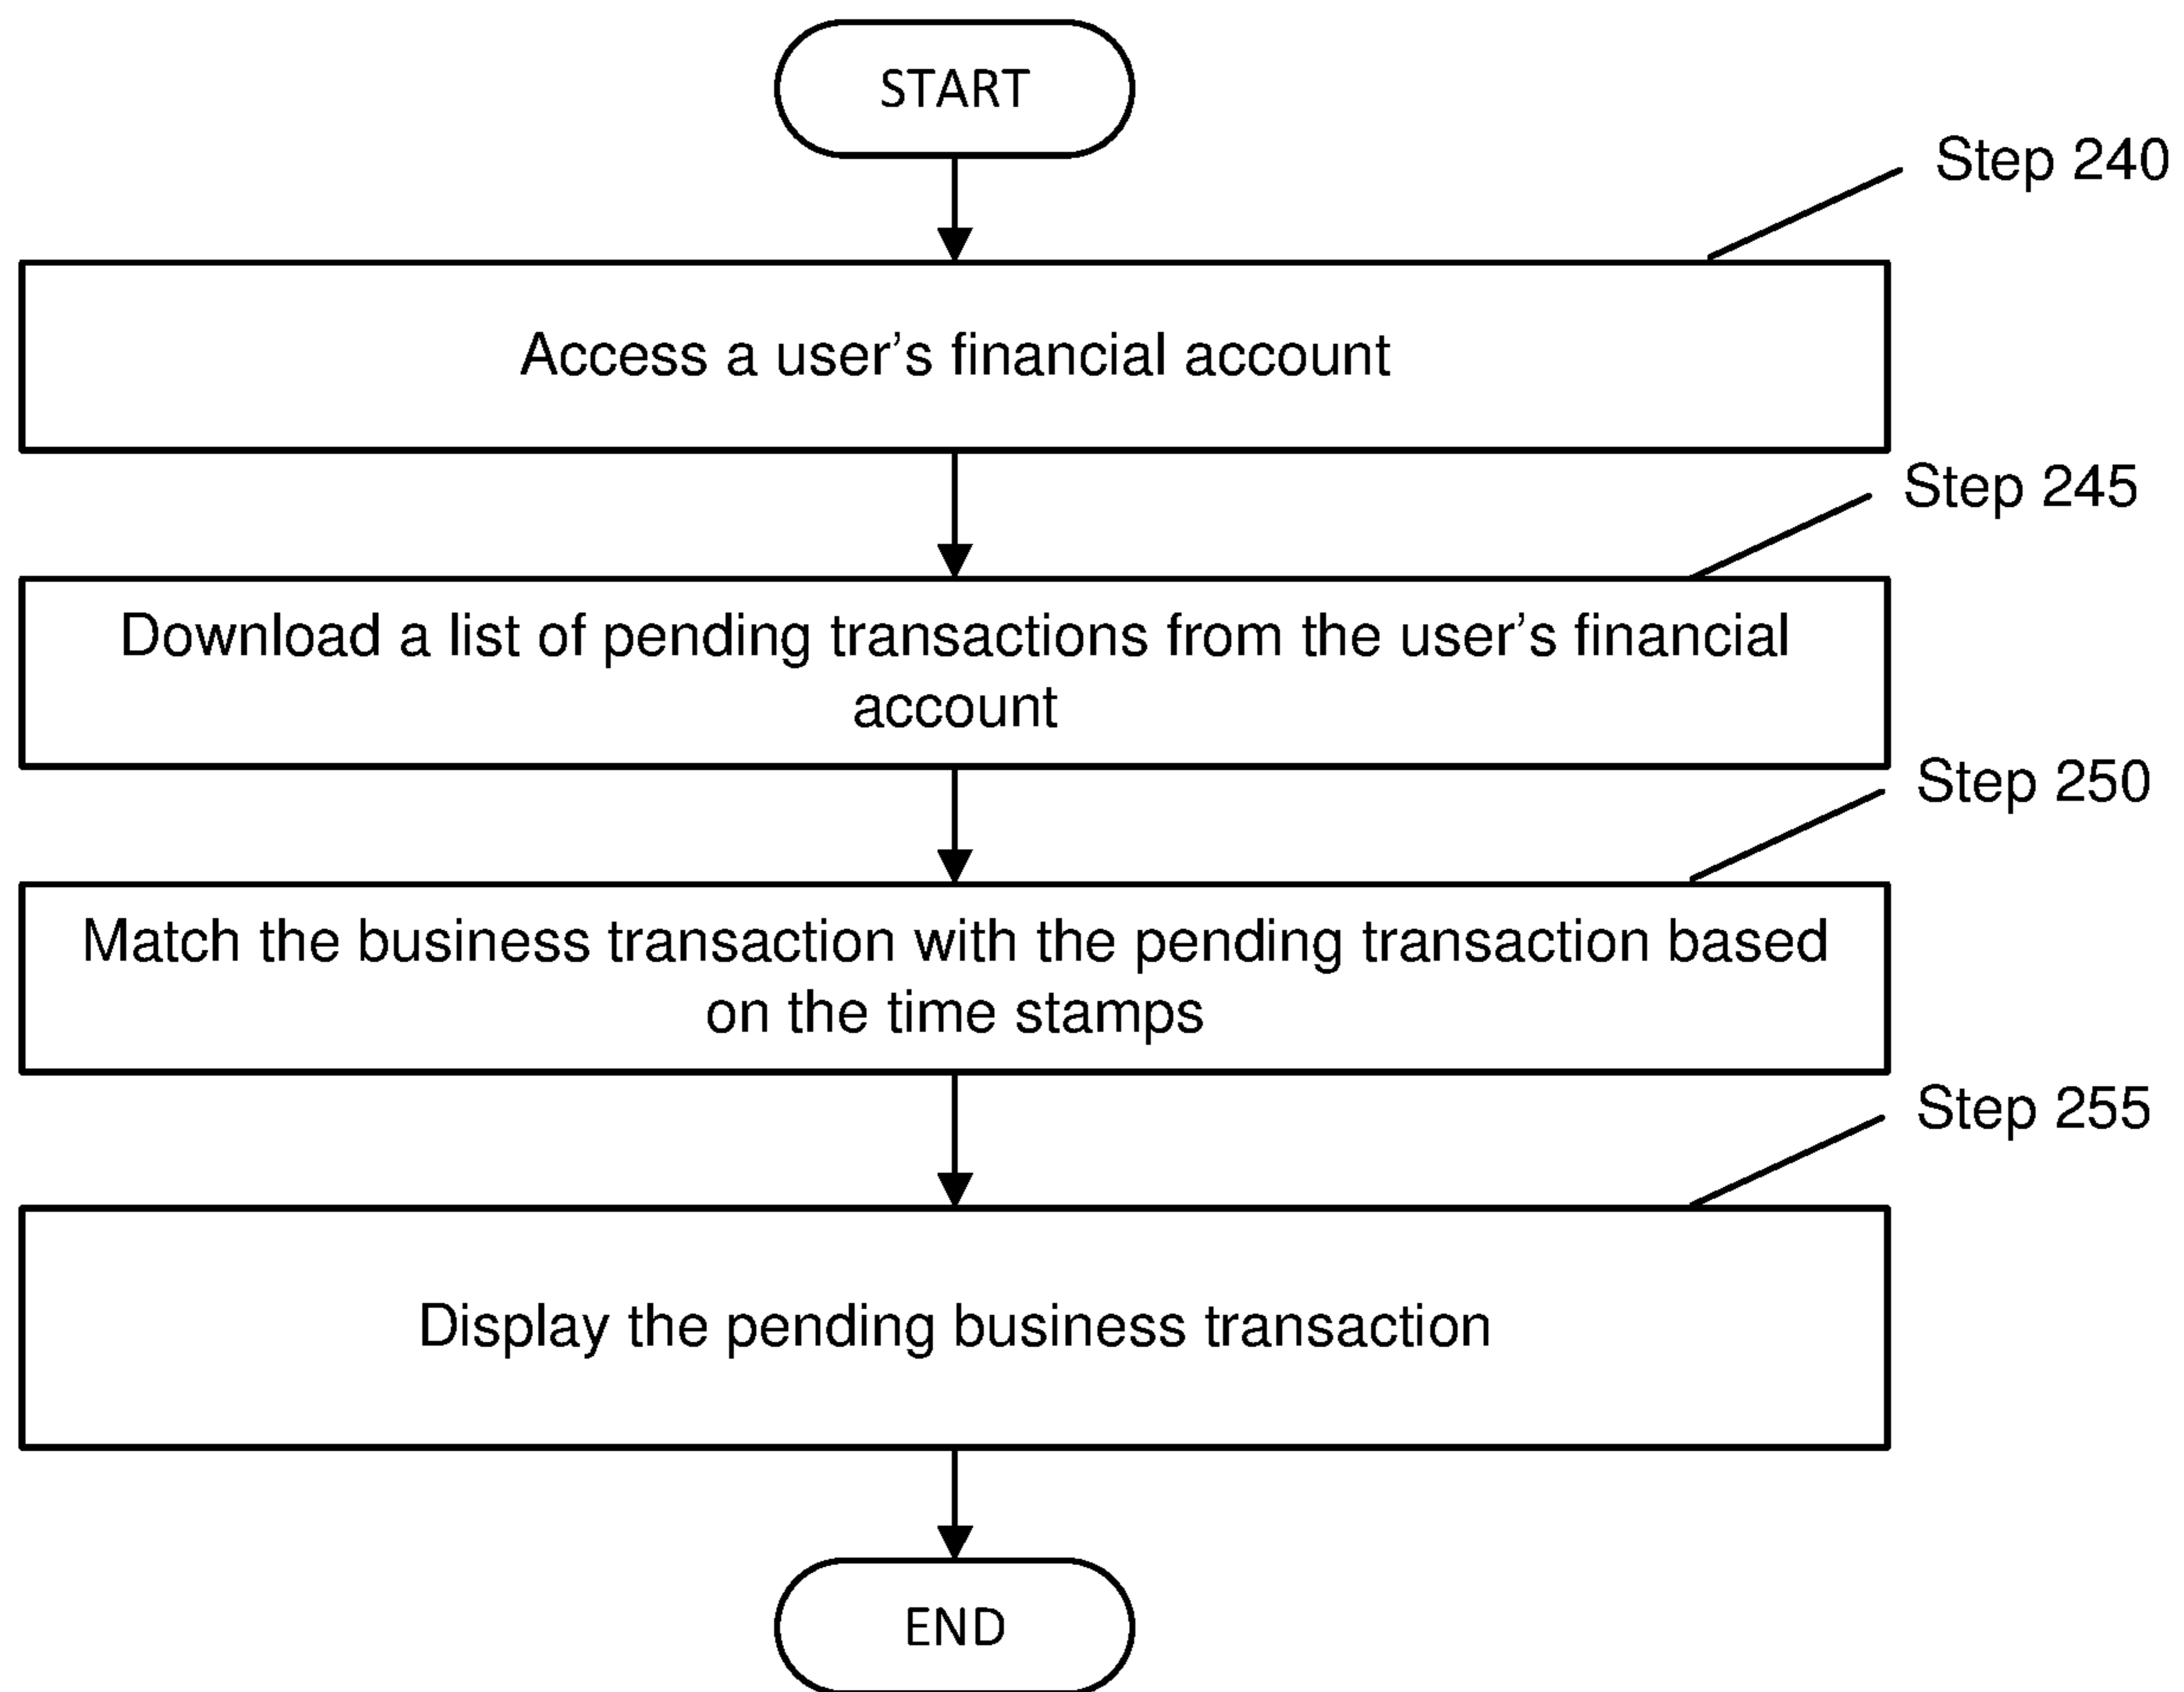 START
Step 240
Access a user's financial account
Step 245
Download a list of pending transactions from the user's financial
account
Step 250
Match the business transaction with the pending transaction based
on the time stamps
Step 255
Display the pending business transaction
END